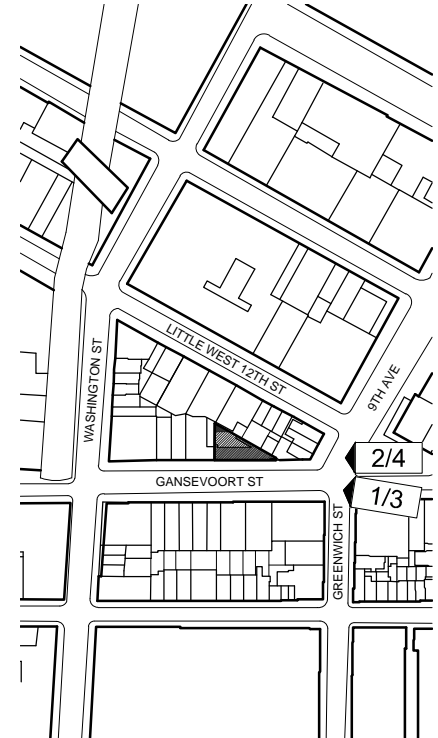 LITTLE WEST 12TH ST
WASHINGTON ST
9TH AVE
2/4
GANSEVOORT ST
1/3
GREENWICH ST